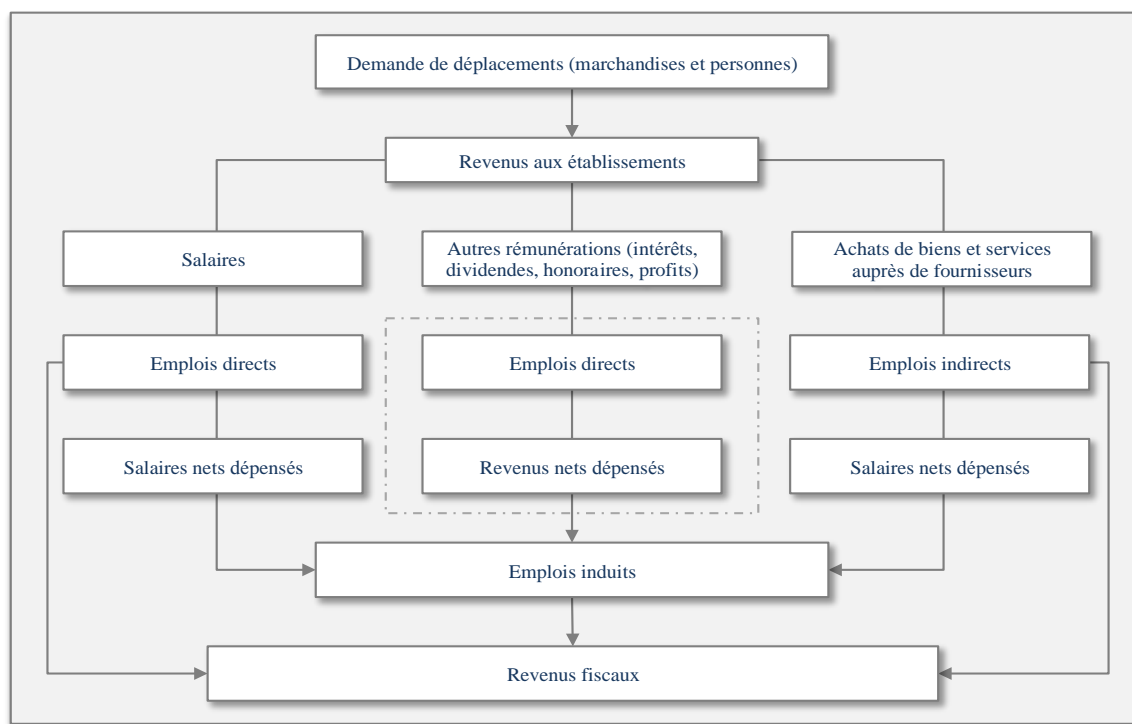 Demande de déplacements (marchandises et personnes)
Revenus aux établissements
Salaires
Autres rémunérations (intérêts,
dividendes, honoraires, profits)
Achats de biens et services
auprès de fournisseurs
Emplois directs
Emplois directs
Emplois indirects
Salaires nets dépensés
Revenus nets dépensés
Salaires nets dépensés
Emplois induits
Revenus fiscaux